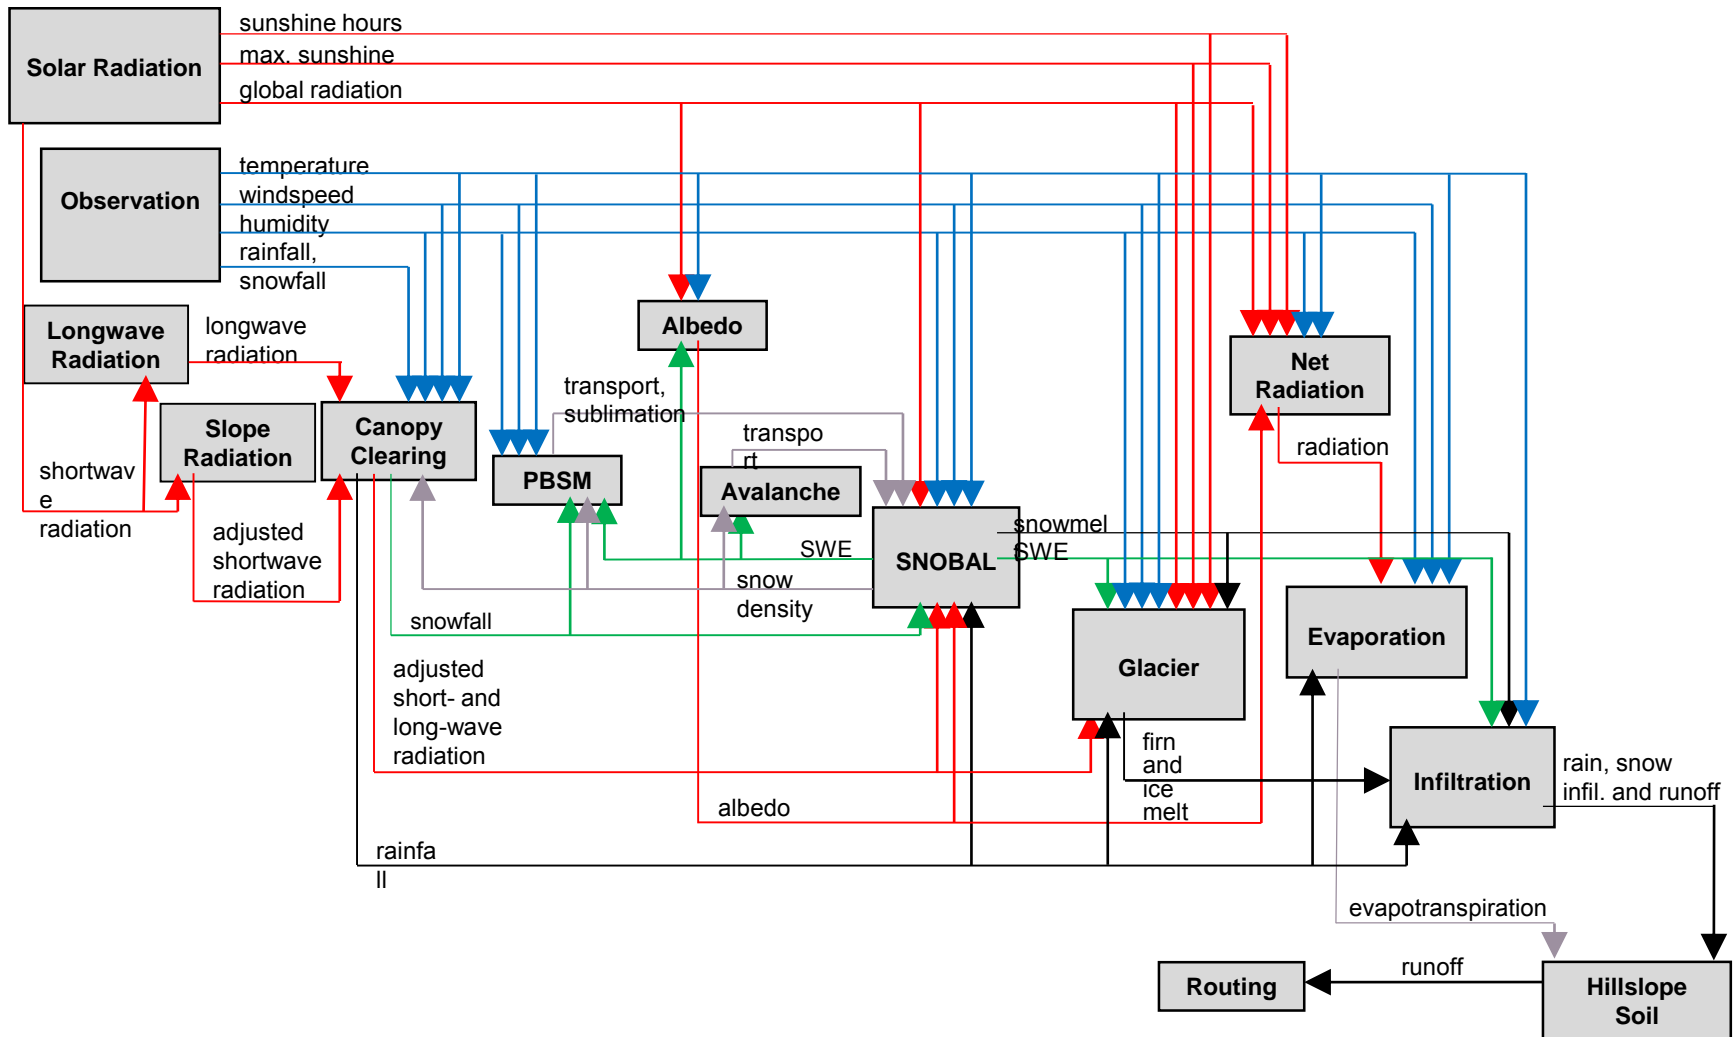 sunshine hours
max. sunshine
global radiation
Solar Radiation
temperature
windspeed
humidity
rainfall,
snowfall
Observation
Longwave
Radiation
longwave
radiation
Albedo
Net
Radiation
transport,
sublimation
Slope
Radiation
Canopy
Clearing
transpo
rt
radiation
shortwav
e
radiation
PBSM
Avalanche
adjusted
shortwave
radiation
SWE
SNOBAL
snowmel
t
SWE
snow
density
snowfall
Evaporation
Glacier
adjusted
short- and
long-wave
radiation
firn
and
ice
melt
Infiltration
rain, snow
infil. and runoff
albedo
rainfa
ll
evapotranspiration
runoff
Routing
Hillslope
Soil